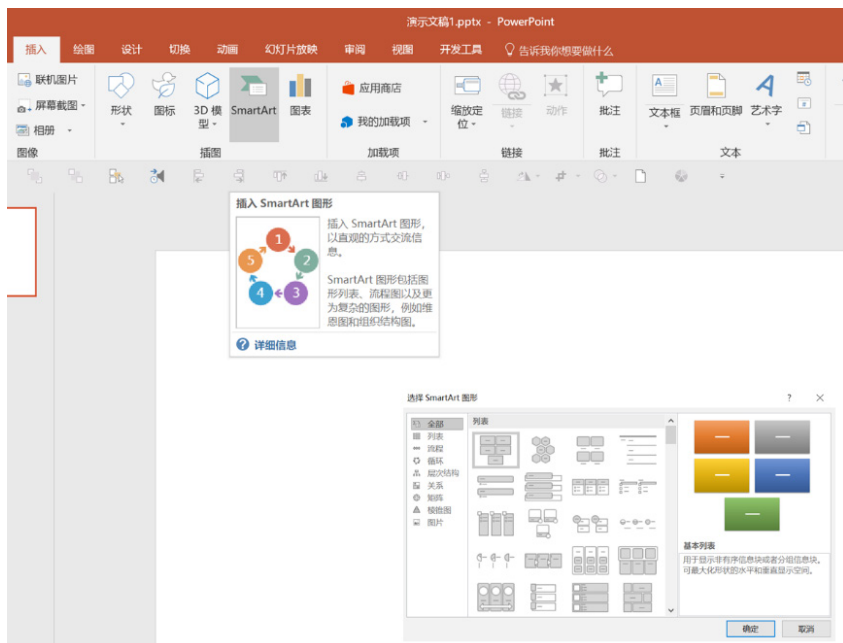 演示文稿1.pptx - PowerPoint
插入 绘图 设计 切换 动画 幻灯片放映 审阅 视图 开发工具 告诉我你想要做什么
联机图片
屏幕截图
相册
形状
图标
3D 模型
SmartArt
图表
应用商店
我的加载项
缩放定位
链接
动作
批注
文本框
页眉和页脚
艺术字
图像 插图 加载项 链接 批注 文本
插入 SmartArt 图形
1
2
3
4
5
插入 SmartArt 图形，
以直观的方式交流信
息。
SmartArt 图形包括图
形列表、流程图以及更
为复杂的图形，例如维
恩图和组织结构图。
详细信息
选择 SmartArt 图形
全部
列表
流程
循环
层次结构
关系
矩阵
棱锥图
图片
列表
基本列表
用于显示非有序信息块或者分组信息块。
可最大化形状的水平和垂直显示空间。
确定 取消